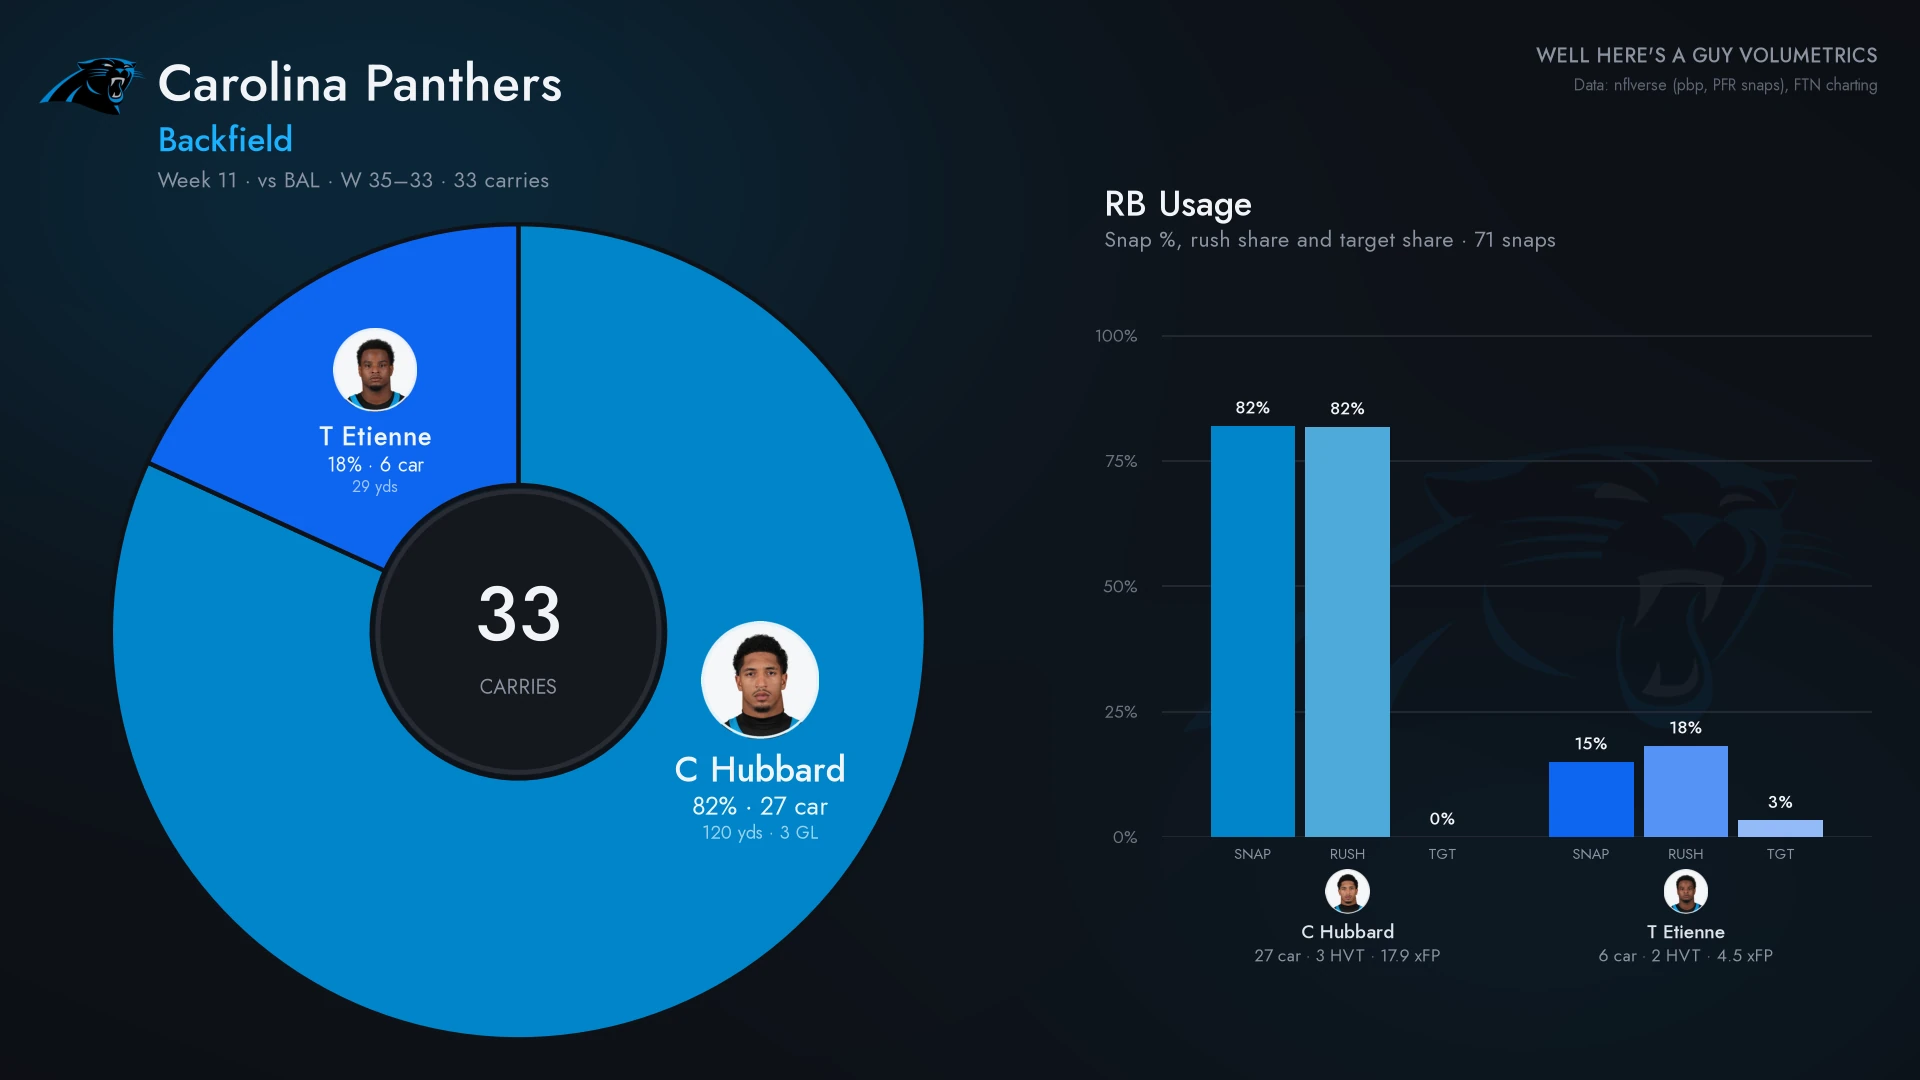 Carolina Panthers
Backfield
Week 11 · vs BAL · W 35–33 · 33 carries
WELL HERE'S A GUY VOLUMETRICS
Data: nflverse (pbp, PFR snaps), FTN charting
T Etienne
18% · 6 car
29 yds
33
CARRIES
C Hubbard
82% · 27 car
120 yds · 3 GL
RB Usage
Snap %, rush share and target share · 71 snaps
100%
75%
50%
25%
0%
82%
82%
0%
15%
18%
3%
SNAP
RUSH
TGT
SNAP
RUSH
TGT
C Hubbard
27 car · 3 HVT · 17.9 xFP
T Etienne
6 car · 2 HVT · 4.5 xFP